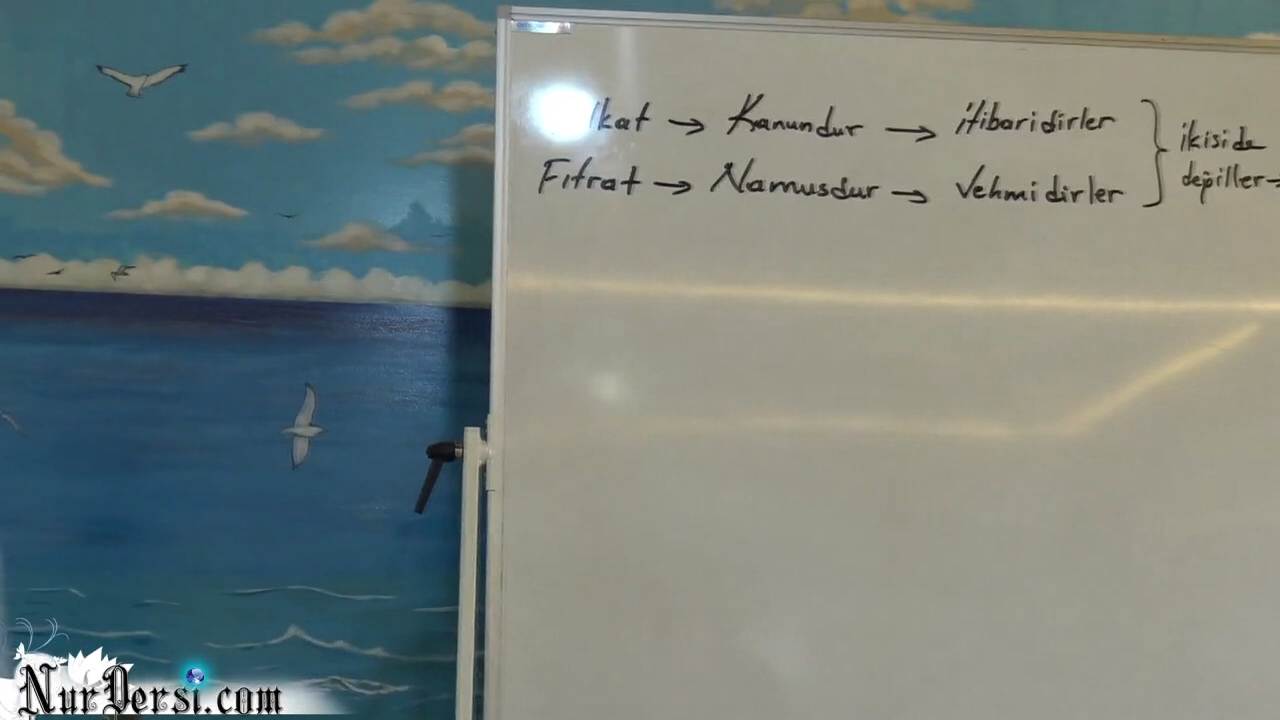 Kanundur → itibaridirler
Fıtrat → Namusdur → Vehmidirler
} ikiside
değiller →
NurDersi.com